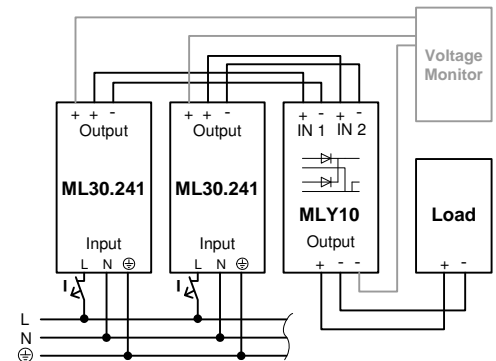 Voltage
Monitor
+ + -
Output
ML30.241
Input
L N ⏚
I
+ + -
Output
ML30.241
Input
L N ⏚
I
+ - + -
IN 1 IN 2
MLY10
Output
+ - -
Load
+ -
L
N
⏚